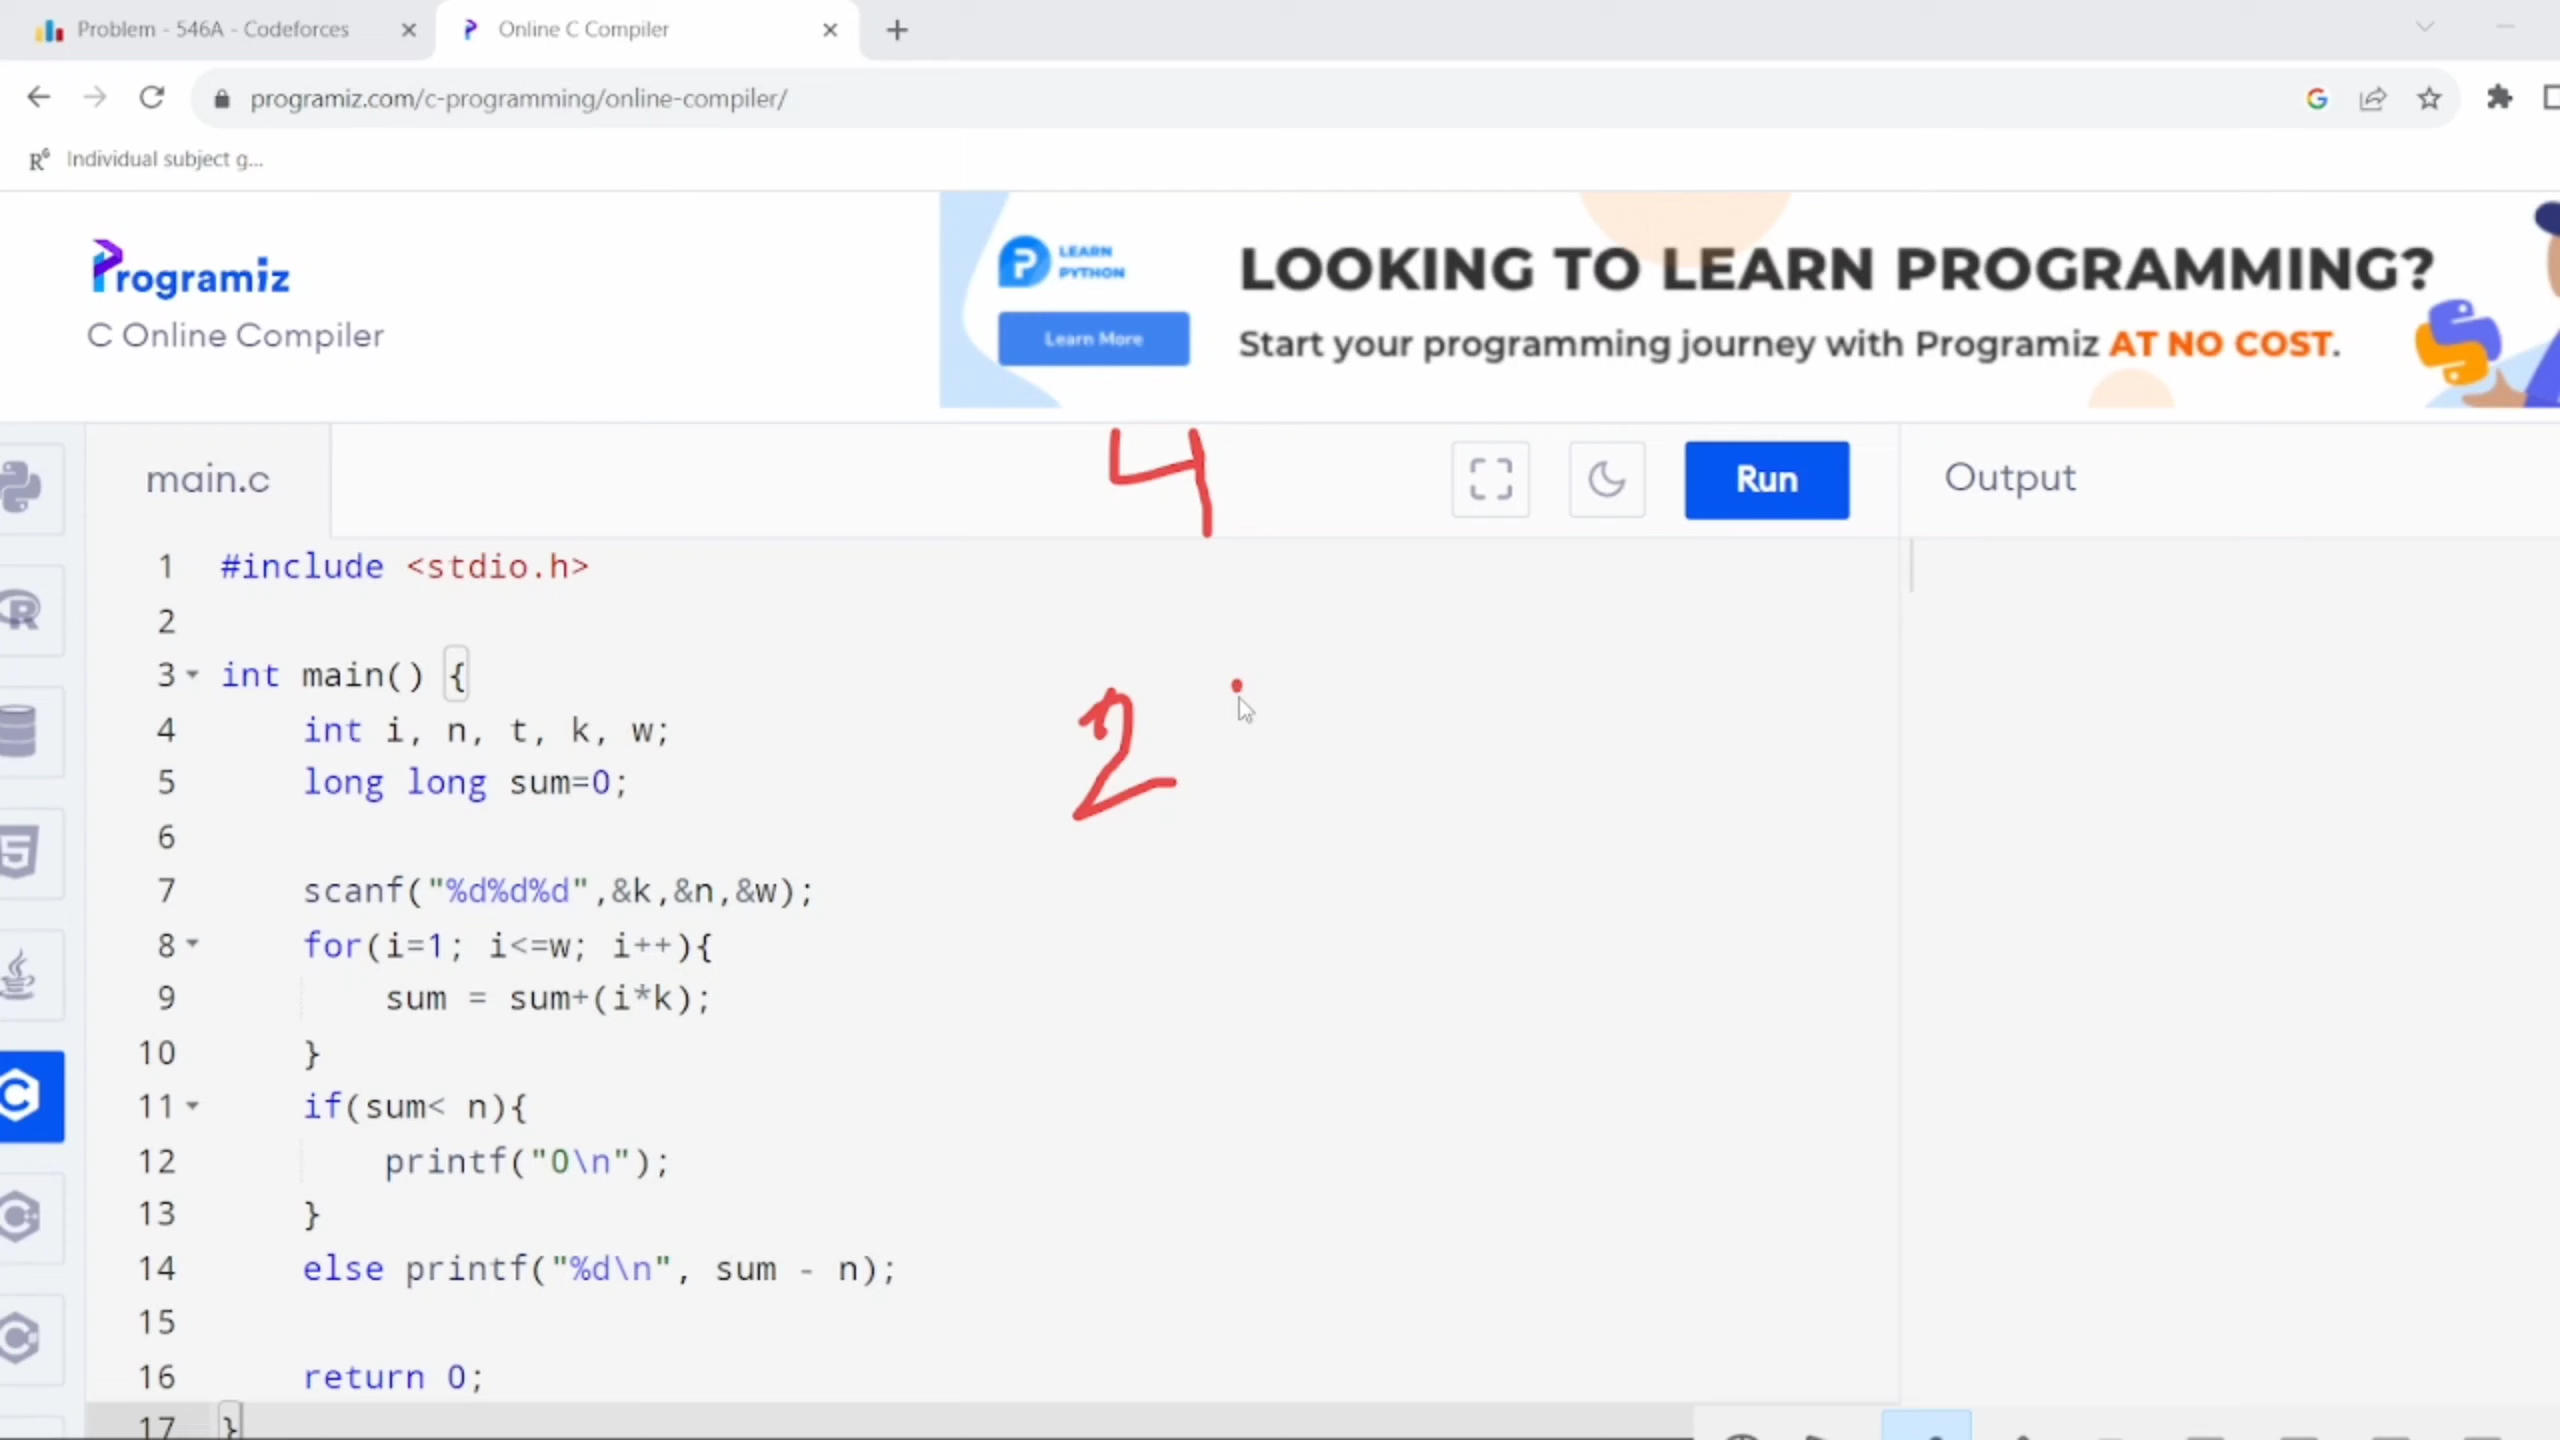 Problem - 546A - Codeforces
Online C Compiler
programiz.com/c-programming/online-compiler/
G
R⁶ Individual subject g...
Programiz
C Online Compiler
LEARN
PYTHON
Learn More
LOOKING TO LEARN PROGRAMMING?
Start your programming journey with Programiz AT NO COST.
main.c
4
Run
Output
1 #include <stdio.h>
2
3 int main() {
4 int i, n, t, k, w;
5 long long sum=0;
2
6
7 scanf("%d%d%d",&k,&n,&w);
8 for(i=1; i<=w; i++){
9 sum = sum+(i*k);
10 }
11 if(sum< n){
12 printf("0\n");
13 }
14 else printf("%d\n", sum - n);
15
16 return 0;
17 }